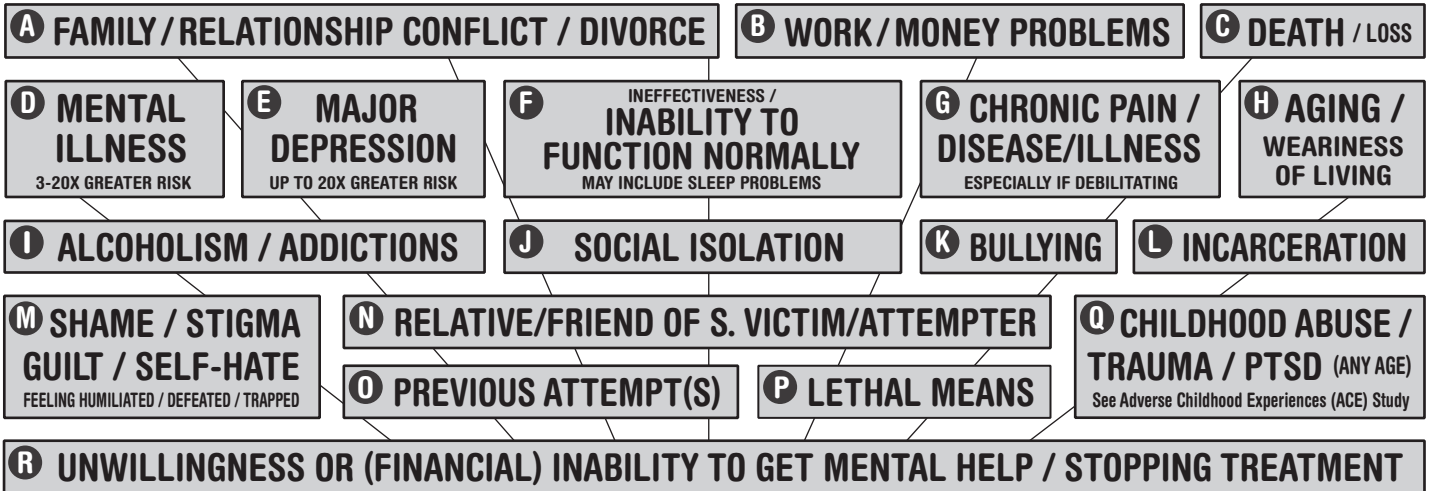 A FAMILY / RELATIONSHIP CONFLICT / DIVORCE
B WORK / MONEY PROBLEMS
C DEATH / LOSS
D MENTAL
ILLNESS
3-20X GREATER RISK
E MAJOR
DEPRESSION
UP TO 20X GREATER RISK
F INEFFECTIVENESS /
INABILITY TO
FUNCTION NORMALLY
MAY INCLUDE SLEEP PROBLEMS
G CHRONIC PAIN /
DISEASE/ILLNESS
ESPECIALLY IF DEBILITATING
H AGING /
WEARINESS
OF LIVING
I ALCOHOLISM / ADDICTIONS
J SOCIAL ISOLATION
K BULLYING
L INCARCERATION
M SHAME / STIGMA
GUILT / SELF-HATE
FEELING HUMILIATED / DEFEATED / TRAPPED
N RELATIVE/FRIEND OF S. VICTIM/ATTEMPTER
O PREVIOUS ATTEMPT(S)
P LETHAL MEANS
Q CHILDHOOD ABUSE /
TRAUMA / PTSD (ANY AGE)
See Adverse Childhood Experiences (ACE) Study
R UNWILLINGNESS OR (FINANCIAL) INABILITY TO GET MENTAL HELP / STOPPING TREATMENT